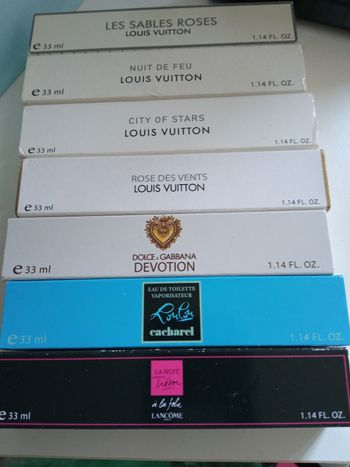 LES SABLES ROSES
LOUIS VUITTON
℮ 33 ml
1.14 FL. OZ.
NUIT DE FEU
LOUIS VUITTON
℮ 33 ml
1.14 FL. OZ.
CITY OF STARS
LOUIS VUITTON
℮ 33 ml
1.14 FL. OZ.
ROSE DES VENTS
LOUIS VUITTON
℮ 33 ml
1.14 FL. OZ.
DOLCE & GABBANA
DEVOTION
℮ 33 ml
1.14 FL. OZ.
EAU DE TOILETTE
VAPORISATEUR
LouLou
cacharel
℮ 33 ml
1.14 FL. OZ.
LA NUIT
Trésor
à la folie
LANCÔME
℮ 33 ml
1.14 FL. OZ.